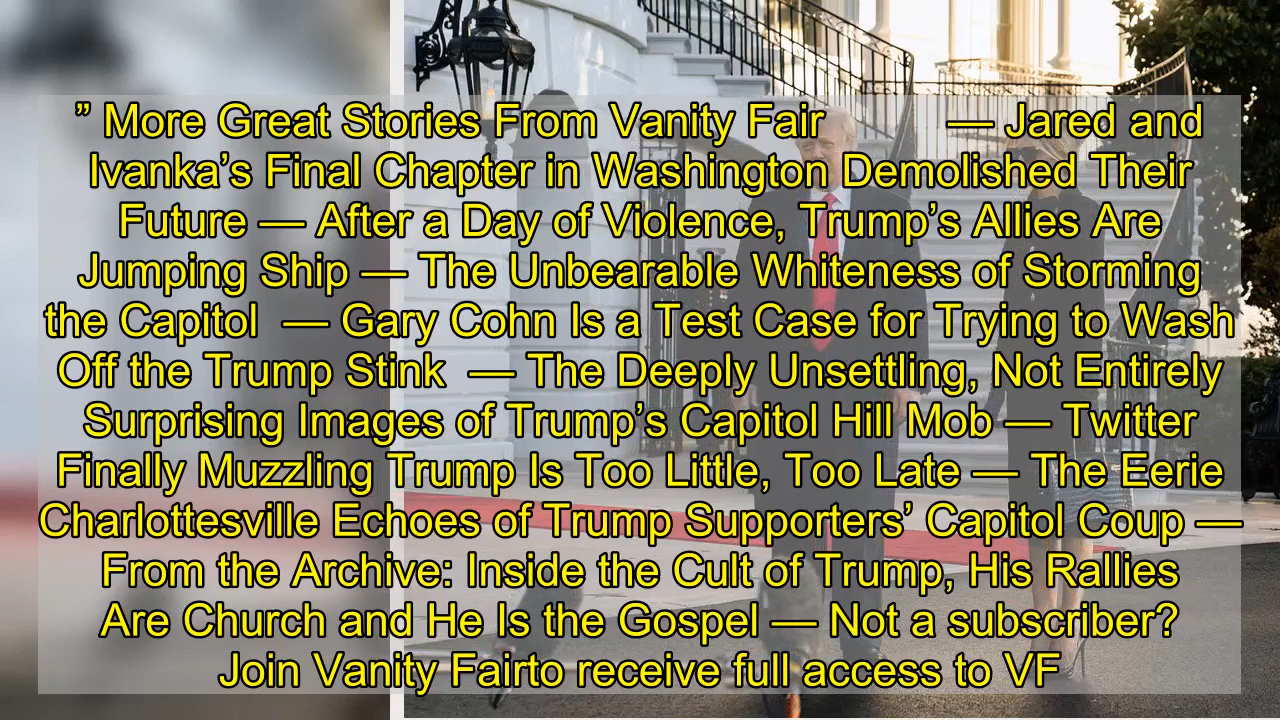 ” More Great Stories From Vanity Fair — Jared and
Ivanka’s Final Chapter in Washington Demolished Their
Future — After a Day of Violence, Trump’s Allies Are
Jumping Ship — The Unbearable Whiteness of Storming
the Capitol — Gary Cohn Is a Test Case for Trying to Wash
Off the Trump Stink — The Deeply Unsettling, Not Entirely
Surprising Images of Trump’s Capitol Hill Mob — Twitter
Finally Muzzling Trump Is Too Little, Too Late — The Eerie
Charlottesville Echoes of Trump Supporters’ Capitol Coup —
From the Archive: Inside the Cult of Trump, His Rallies
Are Church and He Is the Gospel — Not a subscriber?
Join Vanity Fairto receive full access to VF